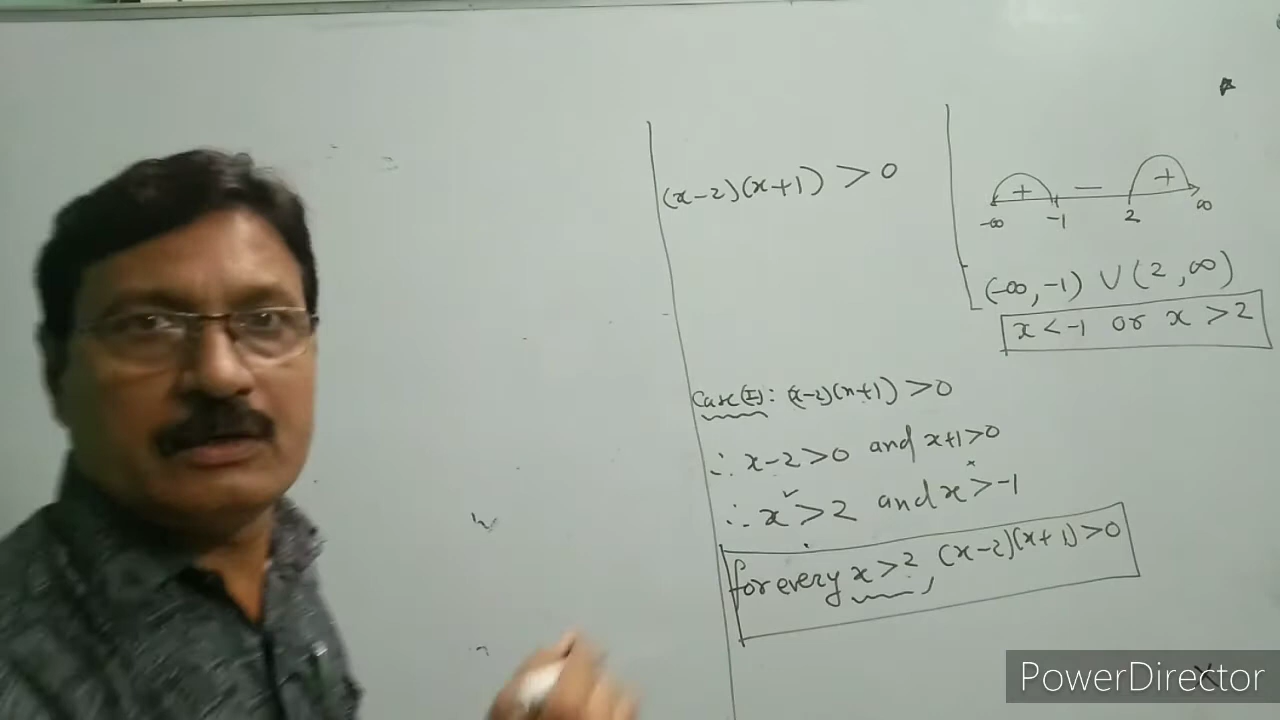 (x-2)(x+1) > 0
+ — +
-∞ -1 2 ∞
(-∞, -1) ∪ (2, ∞)
x < -1 or x > 2
Case(I): (x-2)(x+1) > 0
∴ x-2>0 and x+1>0
∴ x > 2 and x > -1
for every x > 2, (x-2)(x+1) > 0
PowerDirector